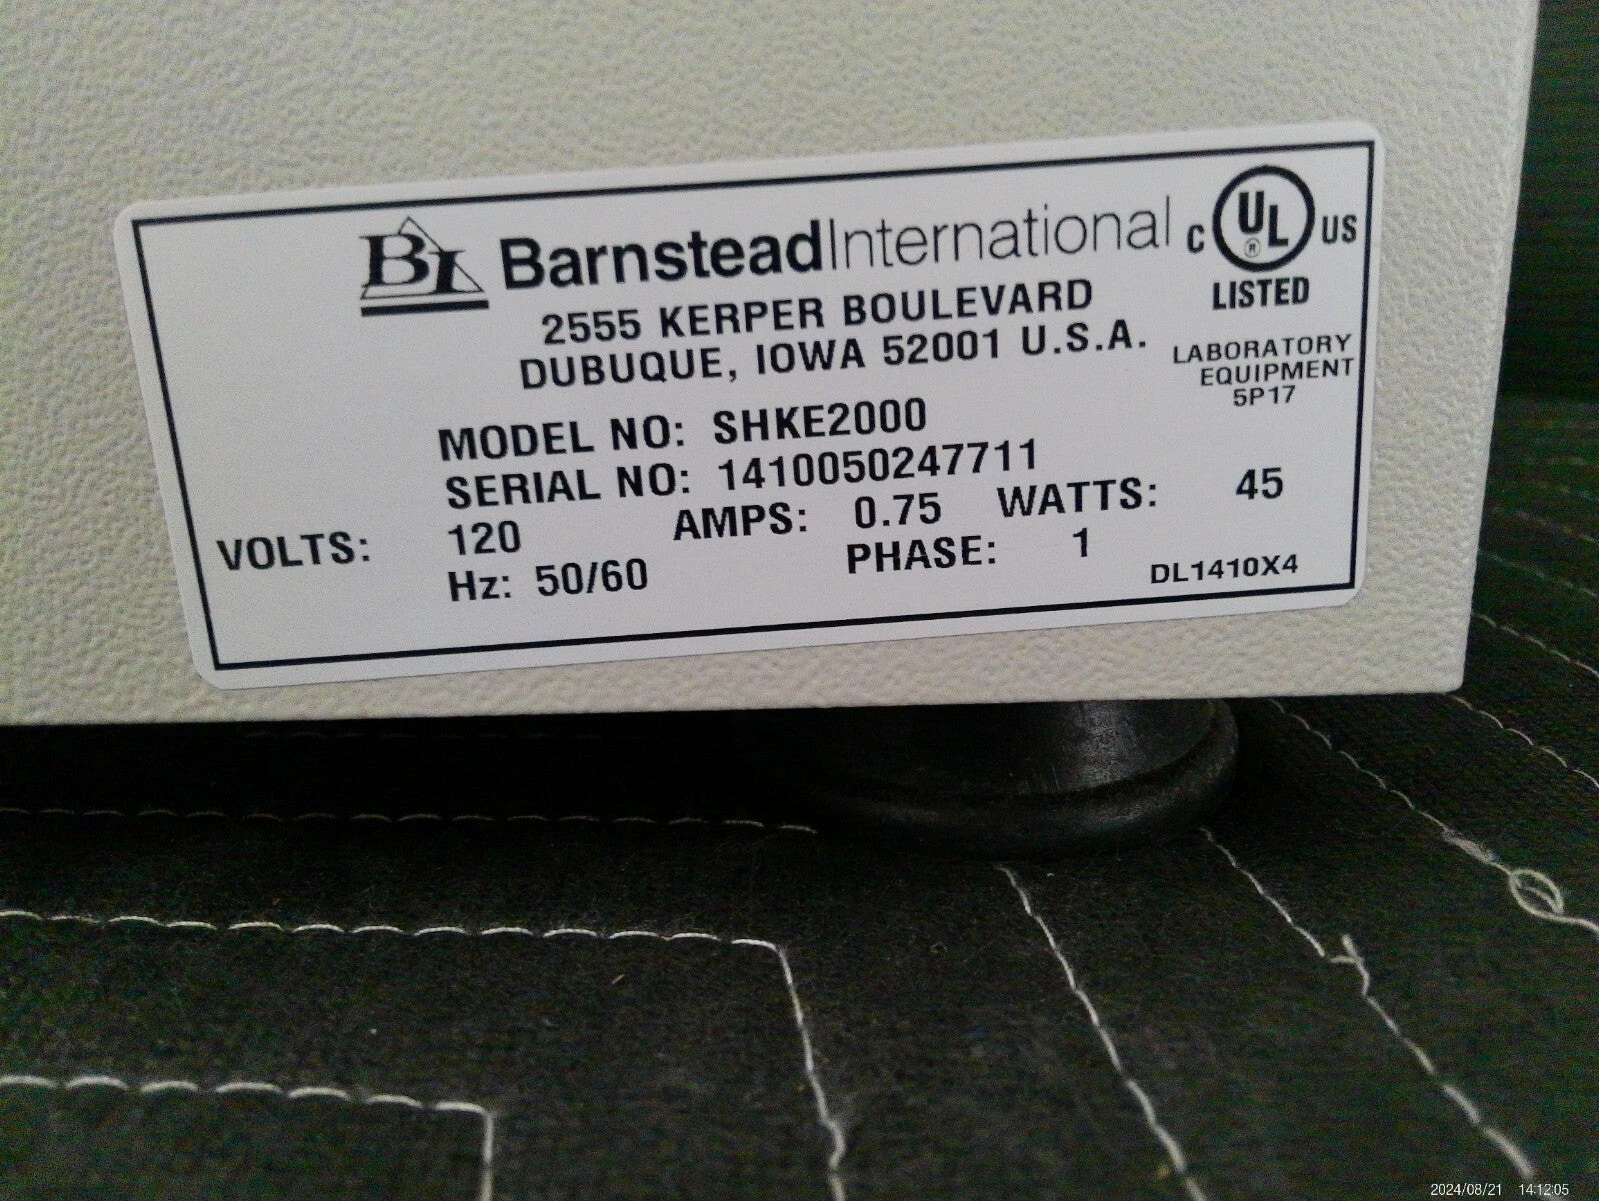 BI BarnsteadInternational
2555 KERPER BOULEVARD
DUBUQUE, IOWA 52001 U.S.A.
C UL ® US
LISTED
LABORATORY
EQUIPMENT
5P17
MODEL NO: SHKE2000
SERIAL NO: 1410050247711
VOLTS: 120 AMPS: 0.75 WATTS: 45
Hz: 50/60 PHASE: 1
DL1410X4
2024/08/21 14:12:05